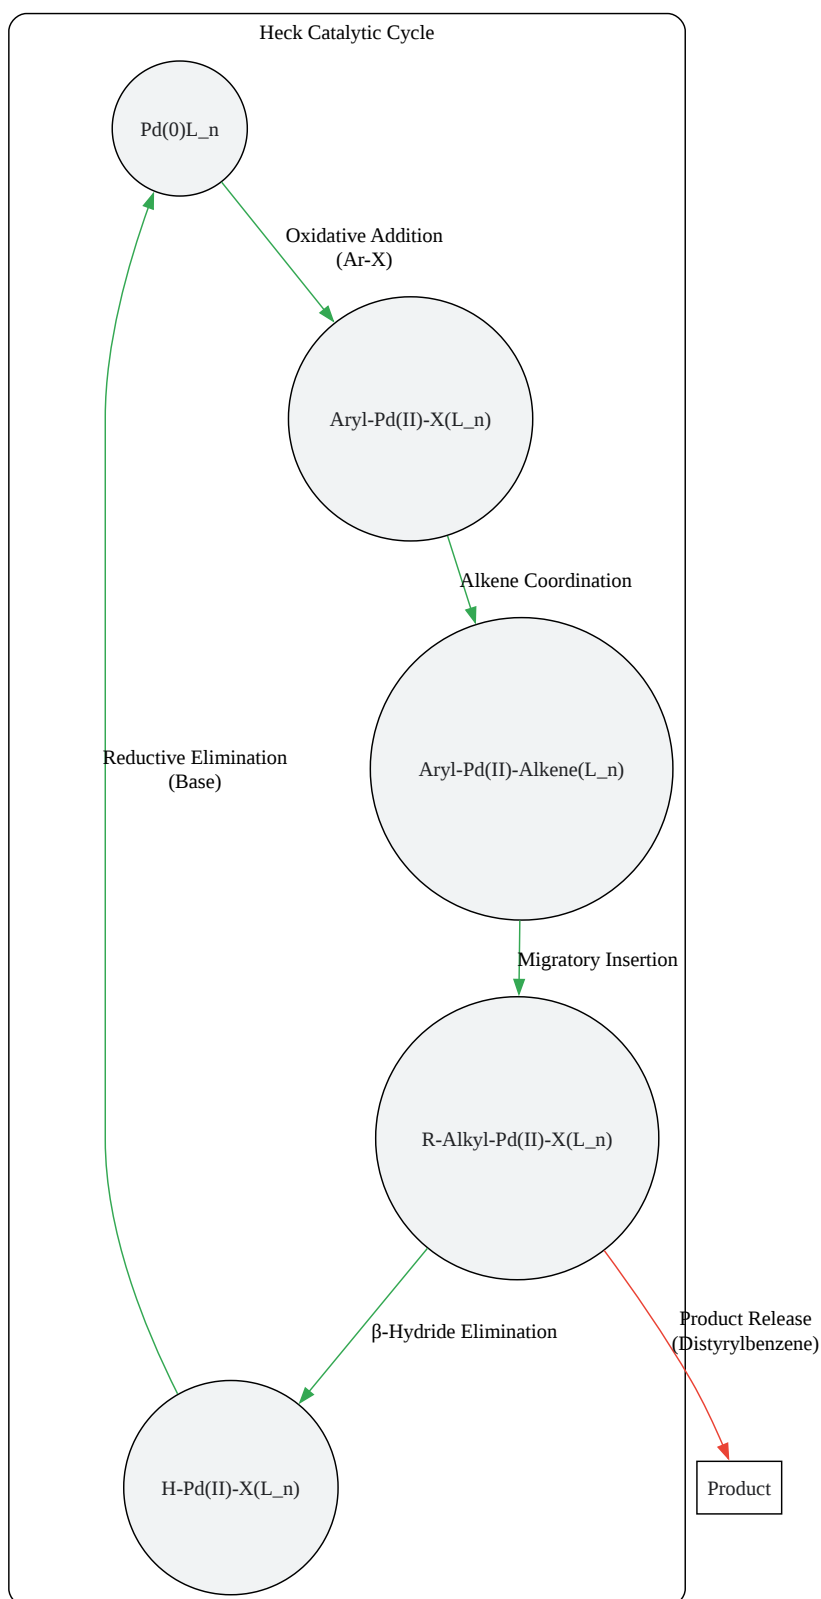 Heck Catalytic Cycle
Pd(0)L_n
Oxidative Addition
(Ar-X)
Aryl-Pd(II)-X(L_n)
Alkene Coordination
Reductive Elimination
(Base)
Aryl-Pd(II)-Alkene(L_n)
Migratory Insertion
R-Alkyl-Pd(II)-X(L_n)
β-Hydride Elimination
Product Release
(Distyrylbenzene)
H-Pd(II)-X(L_n)
Product